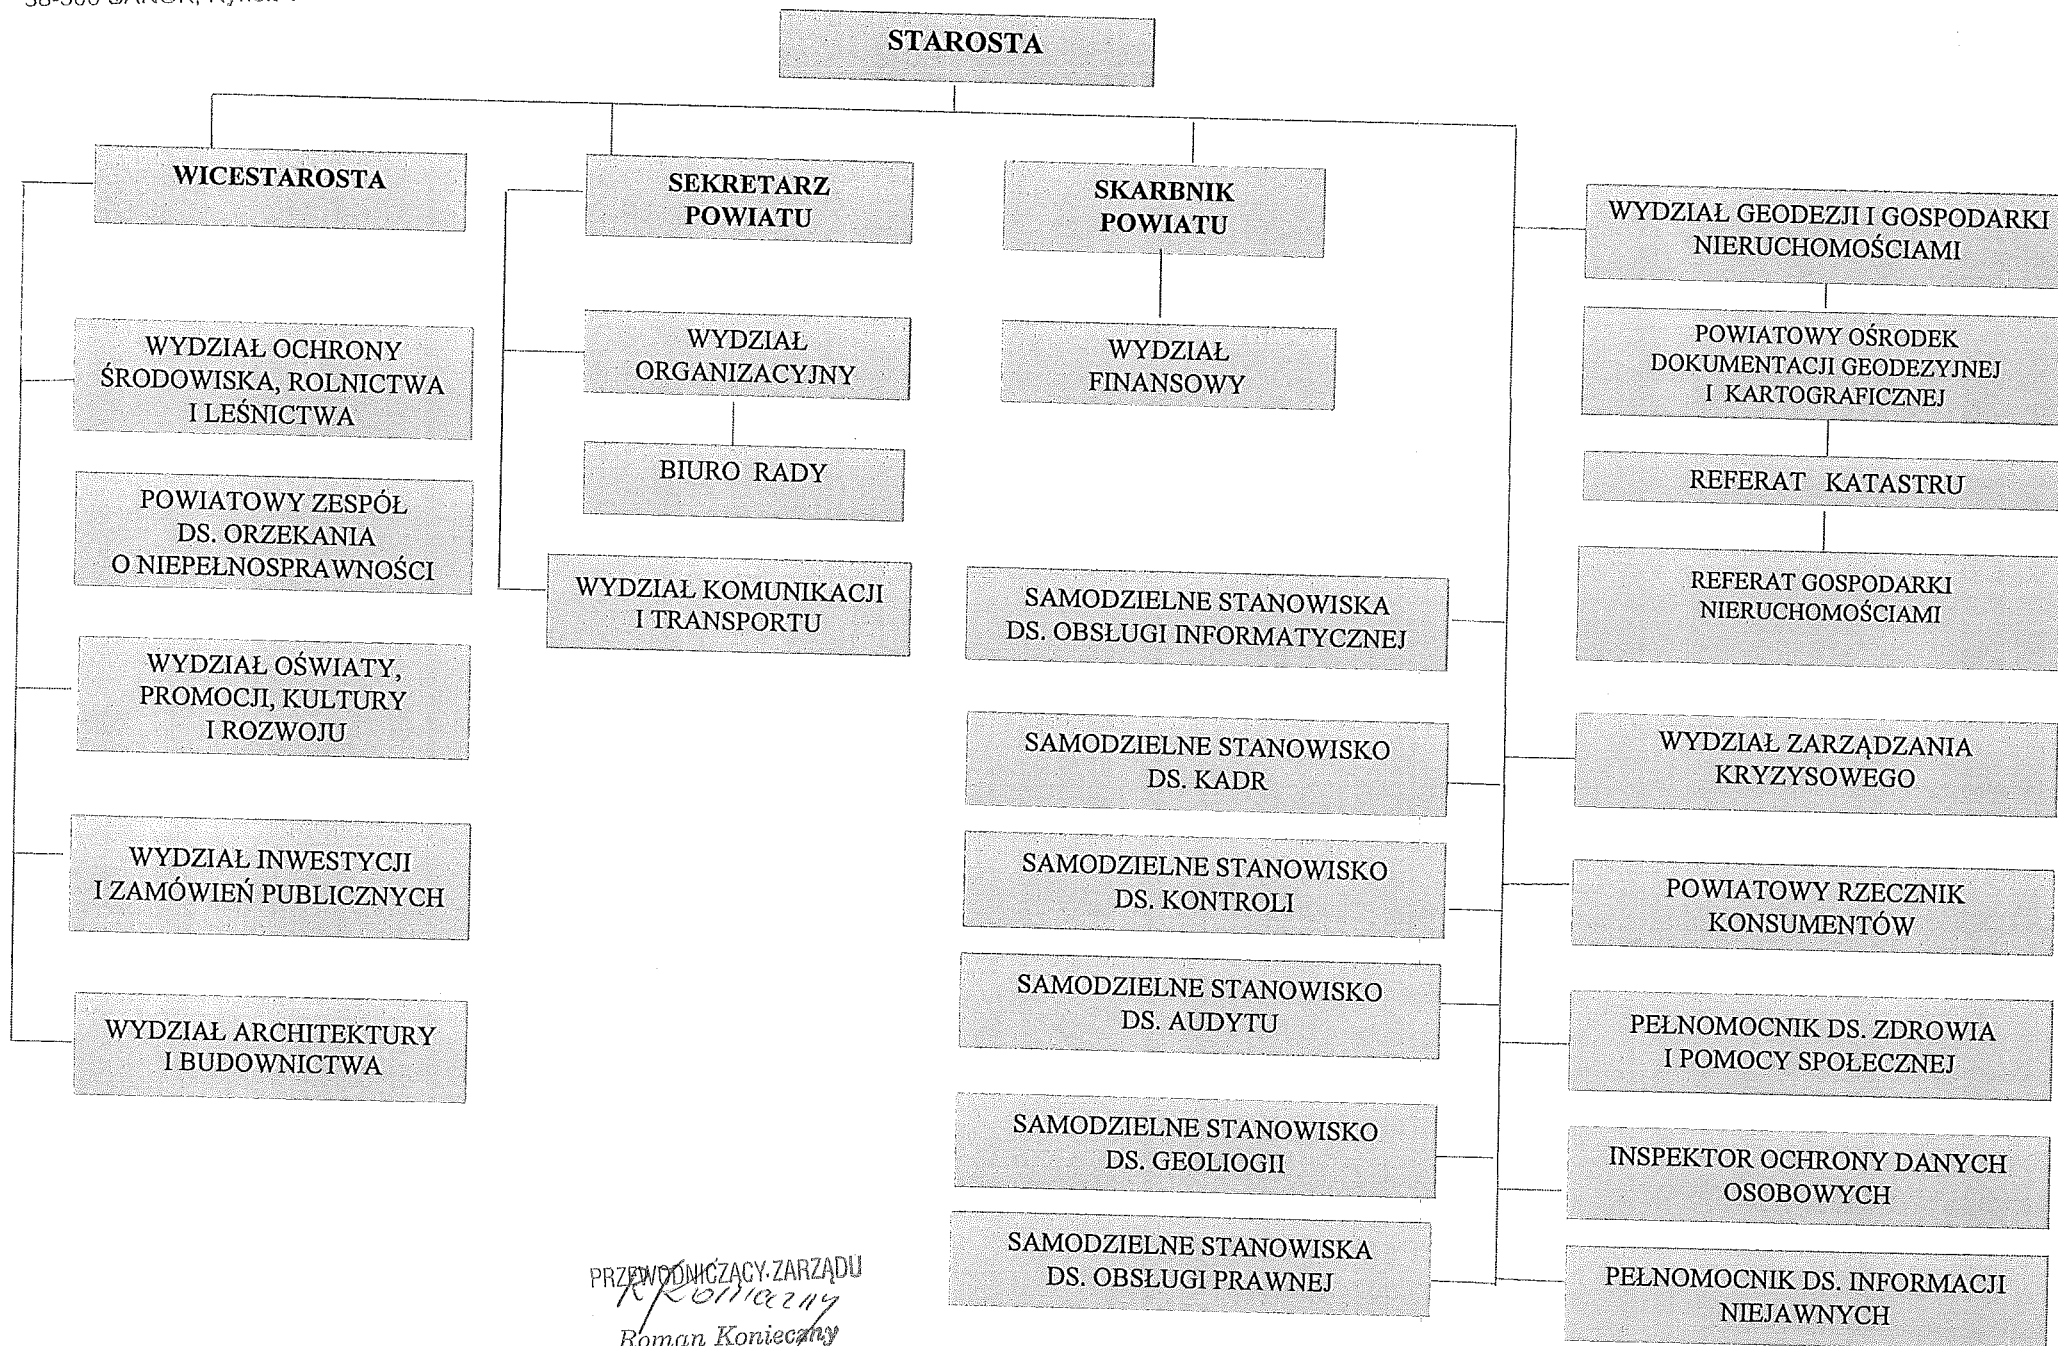 38-500 SANOK, Rynek 1
STAROSTA
WICESTAROSTA
SEKRETARZ
POWIATU
SKARBNIK
POWIATU
WYDZIAŁ GEODEZJI I GOSPODARKI
NIERUCHOMOŚCIAMI
WYDZIAŁ OCHRONY
ŚRODOWISKA, ROLNICTWA
I LEŚNICTWA
POWIATOWY ZESPÓŁ
DS. ORZEKANIA
O NIEPEŁNOSPRAWNOŚCI
WYDZIAŁ OŚWIATY,
PROMOCJI, KULTURY
I ROZWOJU
WYDZIAŁ INWESTYCJI
I ZAMÓWIEŃ PUBLICZNYCH
WYDZIAŁ ARCHITEKTURY
I BUDOWNICTWA
WYDZIAŁ
ORGANIZACYJNY
BIURO RADY
WYDZIAŁ KOMUNIKACJI
I TRANSPORTU
WYDZIAŁ
FINANSOWY
SAMODZIELNE STANOWISKA
DS. OBSŁUGI INFORMATYCZNEJ
SAMODZIELNE STANOWISKO
DS. KADR
SAMODZIELNE STANOWISKO
DS. KONTROLI
SAMODZIELNE STANOWISKO
DS. AUDYTU
SAMODZIELNE STANOWISKO
DS. GEOLIOGII
SAMODZIELNE STANOWISKA
DS. OBSŁUGI PRAWNEJ
POWIATOWY OŚRODEK
DOKUMENTACJI GEODEZYJNEJ
I KARTOGRAFICZNEJ
REFERAT KATASTRU
REFERAT GOSPODARKI
NIERUCHOMOŚCIAMI
WYDZIAŁ ZARZĄDZANIA
KRYZYSOWEGO
POWIATOWY RZECZNIK
KONSUMENTÓW
PEŁNOMOCNIK DS. ZDROWIA
I POMOCY SPOŁECZNEJ
INSPEKTOR OCHRONY DANYCH
OSOBOWYCH
PEŁNOMOCNIK DS. INFORMACJI
NIEJAWNYCH
PRZEWODNICZĄCY ZARZĄDU
Roman Konieczny